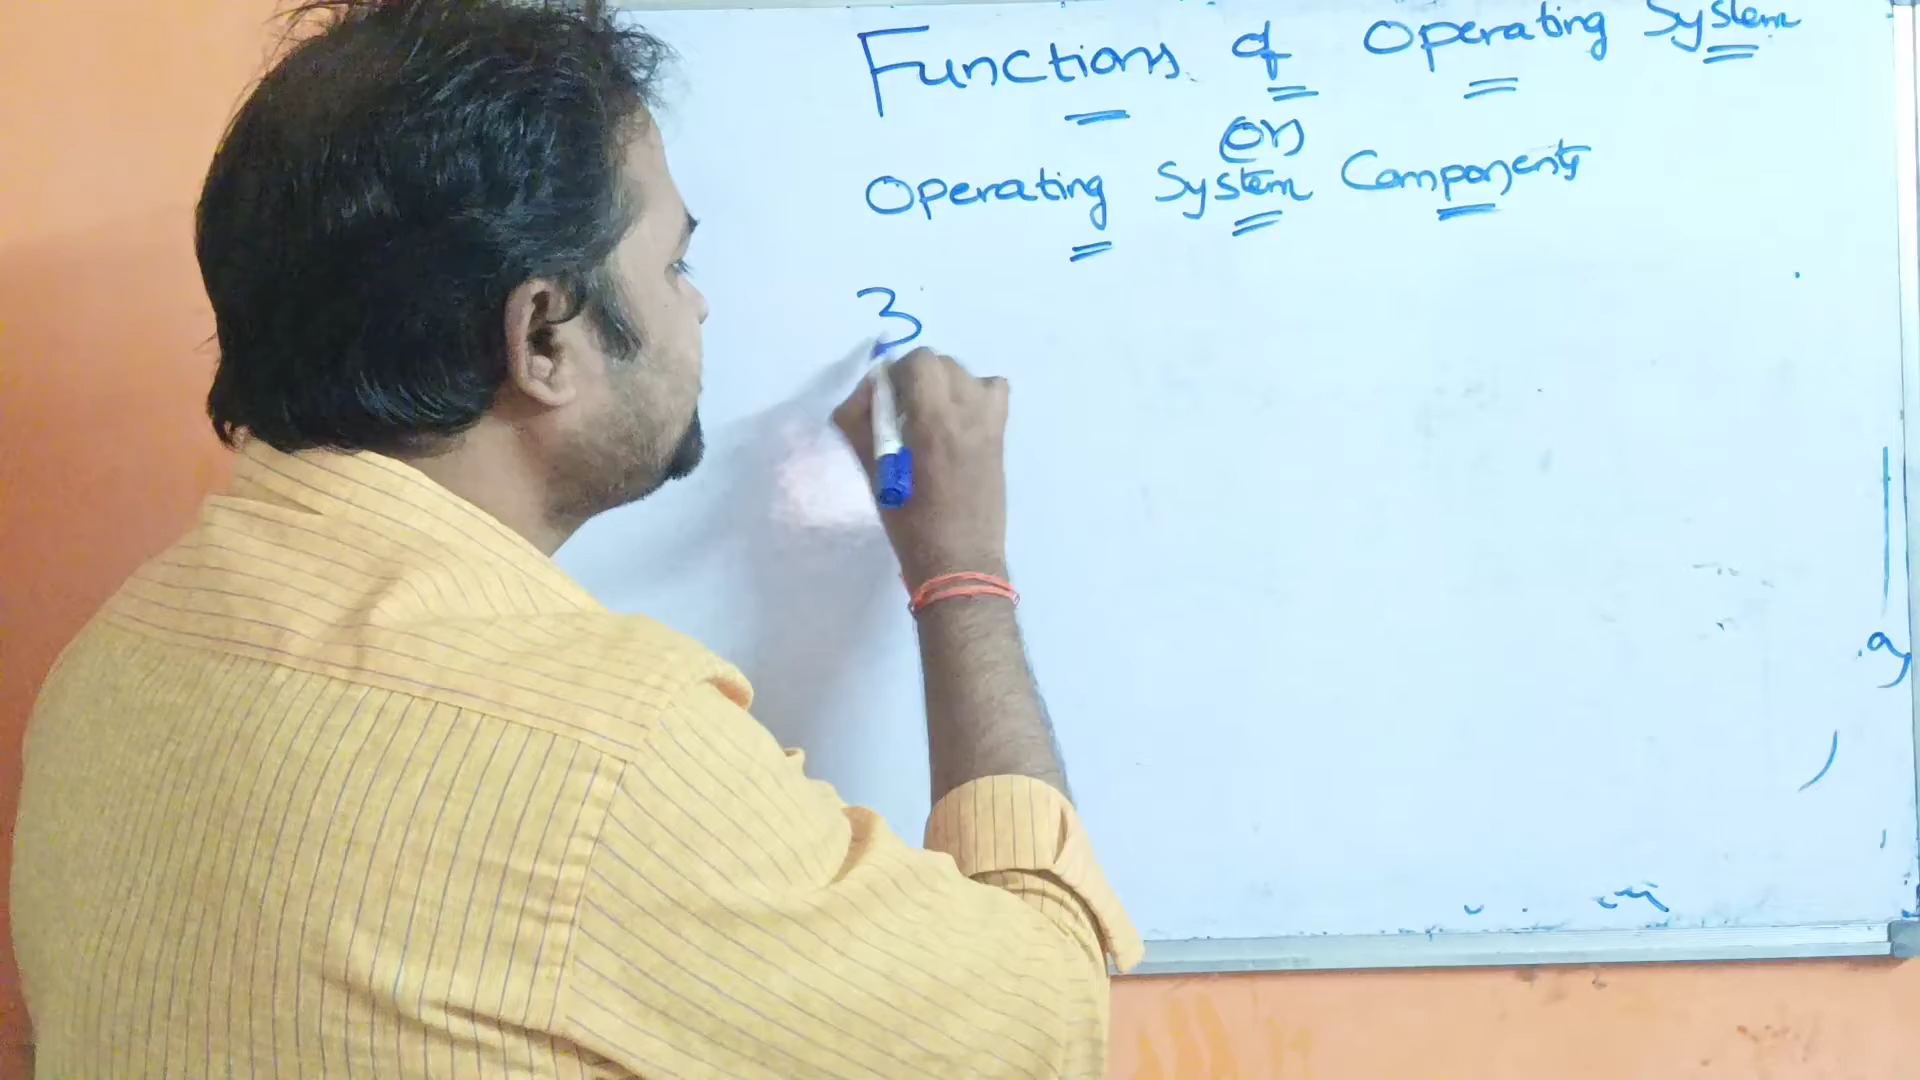 Functions of Operating System
(or)
Operating System Components
3